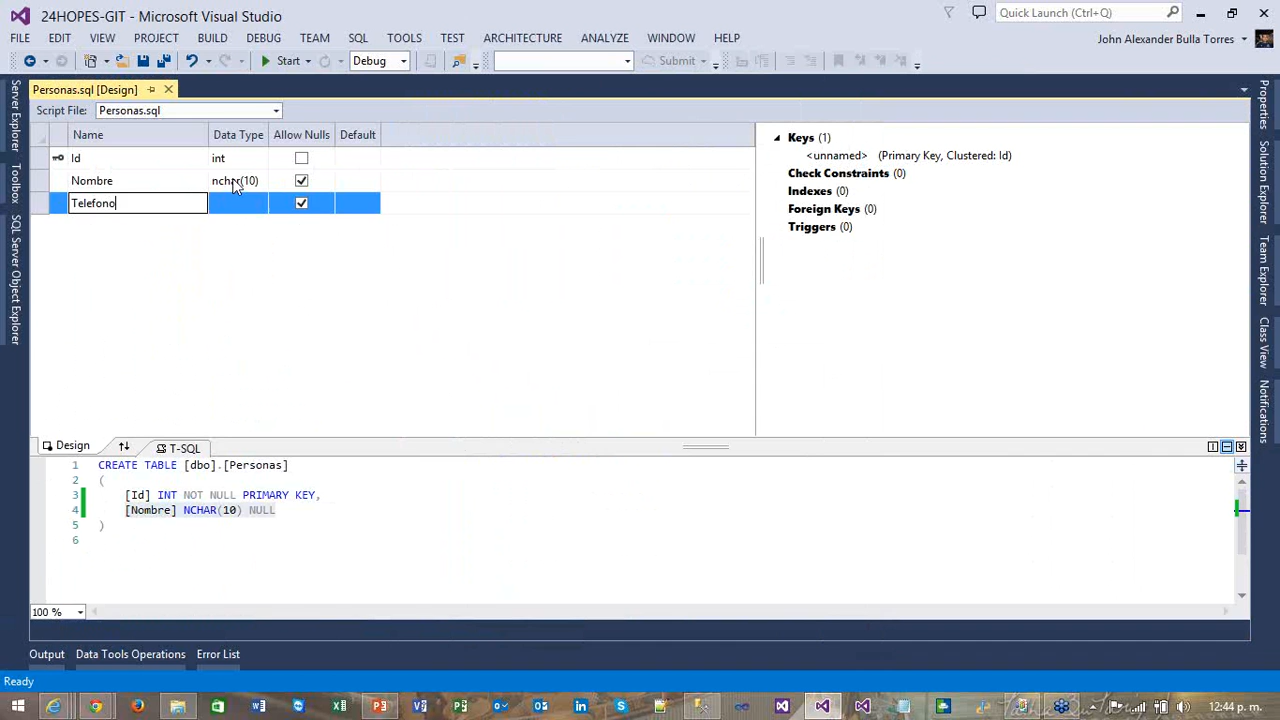 24HOPES-GIT - Microsoft Visual Studio
Quick Launch (Ctrl+Q)
FILE EDIT VIEW PROJECT BUILD DEBUG TEAM SQL TOOLS TEST ARCHITECTURE ANALYZE WINDOW HELP
John Alexander Bulla Torres
Start
Debug
Submit
Personas.sql [Design]
Script File: Personas.sql
Name Data Type Allow Nulls Default
Id int
Nombre nchar(10)
Telefono
Keys (1)
<unnamed> (Primary Key, Clustered: Id)
Check Constraints (0)
Indexes (0)
Foreign Keys (0)
Triggers (0)
Server Explorer
Toolbox
SQL Server Object Explorer
Properties
Solution Explorer
Team Explorer
Class View
Notifications
Design T-SQL
1 CREATE TABLE [dbo].[Personas]
2 (
3 [Id] INT NOT NULL PRIMARY KEY,
4 [Nombre] NCHAR(10) NULL
5 )
6
100 %
Output Data Tools Operations Error List
Ready
12:44 p. m.